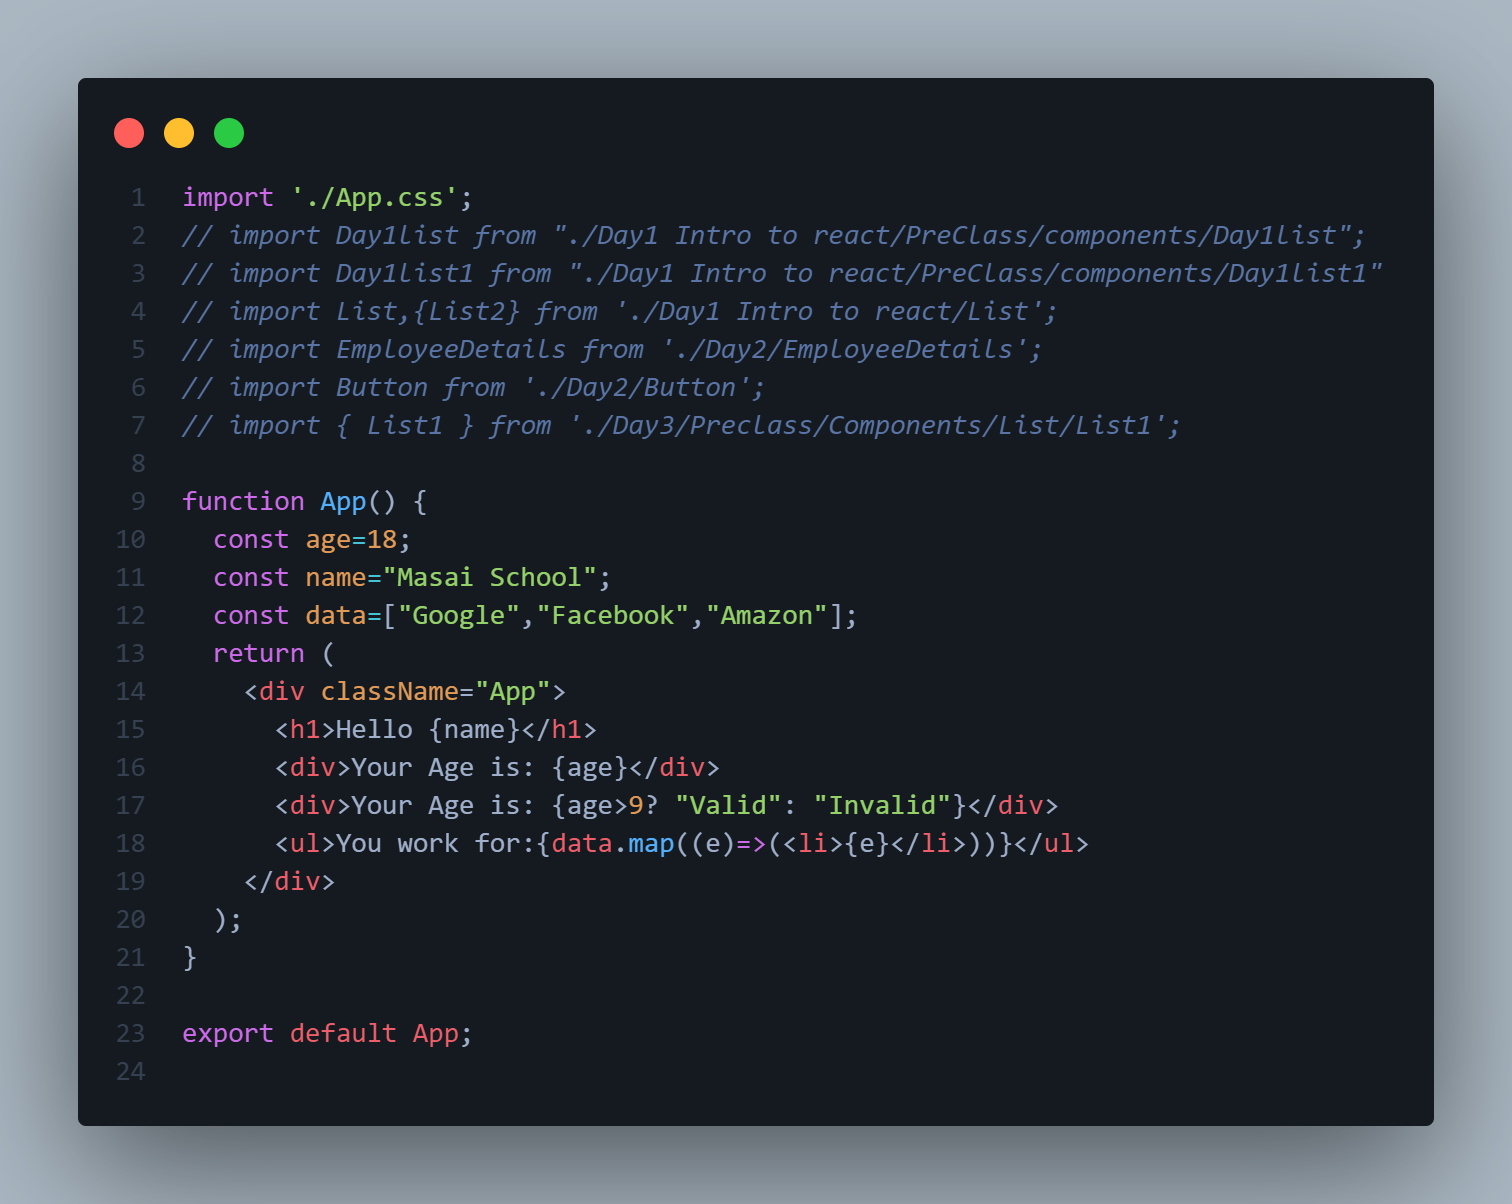 1 import './App.css';
2 // import Day1list from "./Day1 Intro to react/PreClass/components/Day1list";
3 // import Day1list1 from "./Day1 Intro to react/PreClass/components/Day1list1"
4 // import List,{List2} from './Day1 Intro to react/List';
5 // import EmployeeDetails from './Day2/EmployeeDetails';
6 // import Button from './Day2/Button';
7 // import { List1 } from './Day3/Preclass/Components/List/List1';
8
9 function App() {
10   const age=18;
11   const name="Masai School";
12   const data=["Google","Facebook","Amazon"];
13   return (
14     <div className="App">
15       <h1>Hello {name}</h1>
16       <div>Your Age is: {age}</div>
17       <div>Your Age is: {age>9? "Valid": "Invalid"}</div>
18       <ul>You work for:{data.map((e)=>(<li>{e}</li>))}</ul>
19     </div>
20   );
21 }
22
23 export default App;
24